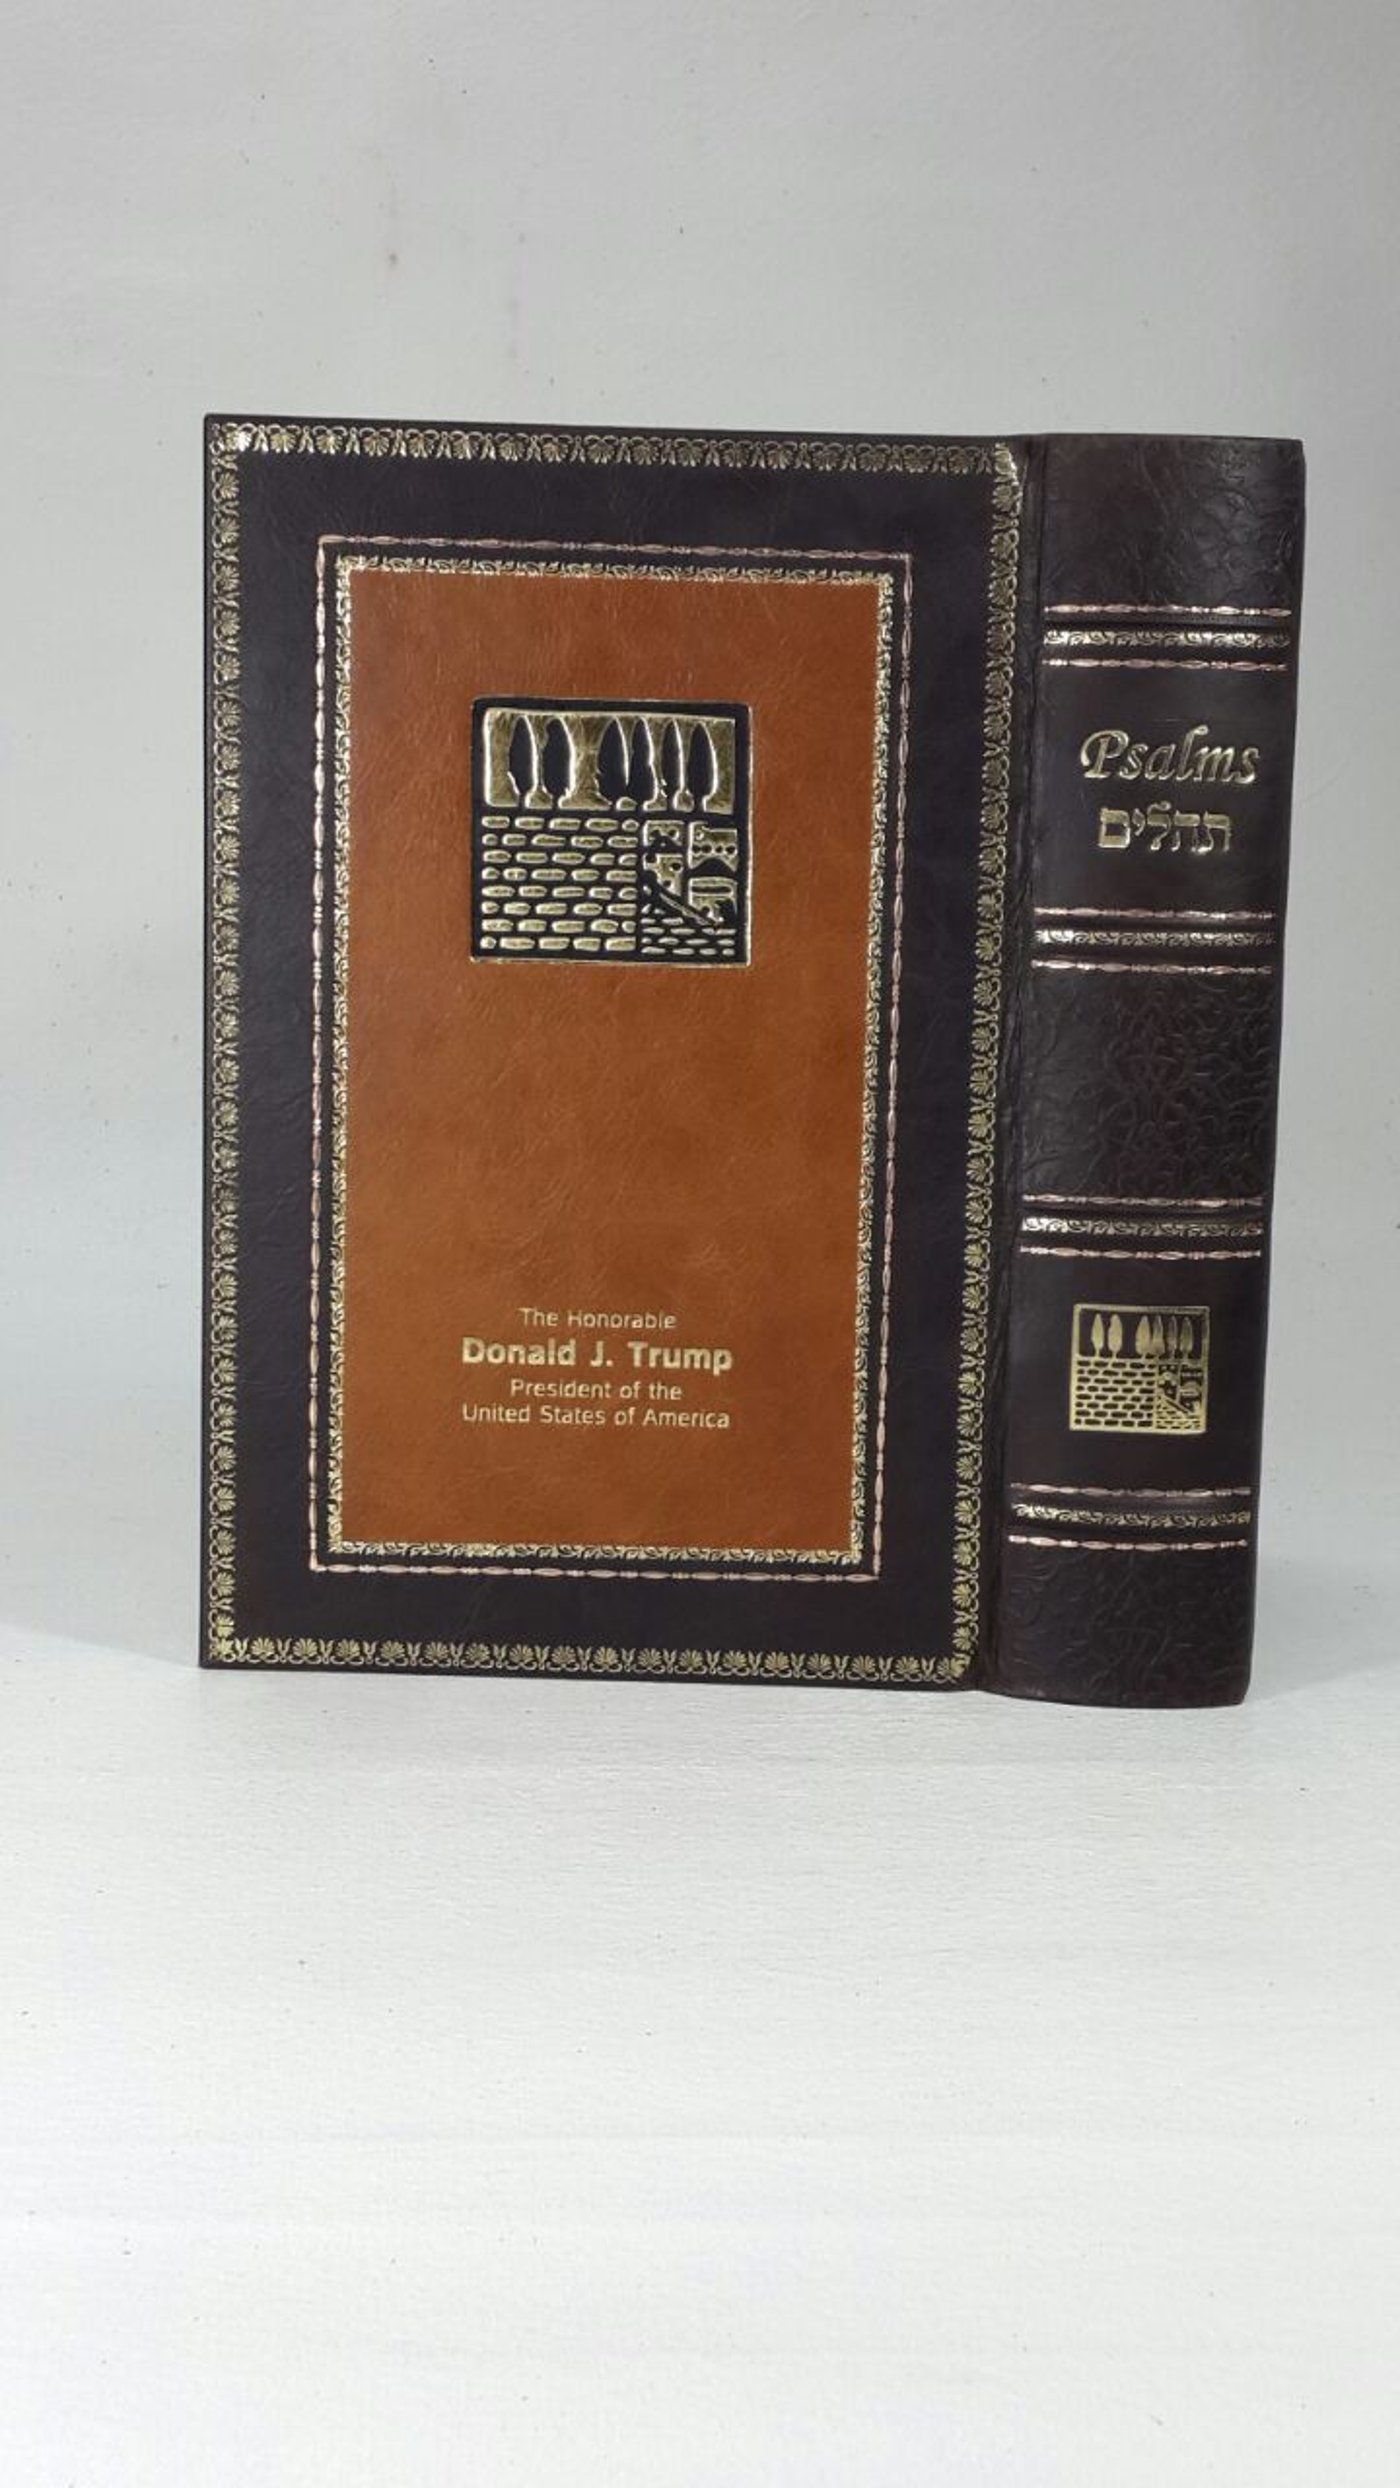 The Honorable
Donald J. Trump
President of the
United States of America
Psalms
תהלים